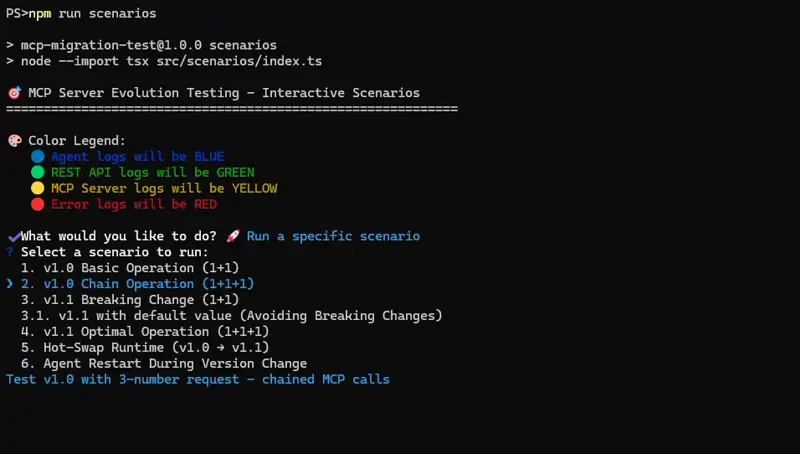 PS>npm run scenarios
> mcp-migration-test@1.0.0 scenarios
> node --import tsx src/scenarios/index.ts
🎯 MCP Server Evolution Testing - Interactive Scenarios
============================================================
🎨 Color Legend:
🔵 Agent logs will be BLUE
🟢 REST API logs will be GREEN
🟡 MCP Server logs will be YELLOW
🔴 Error logs will be RED
✔What would you like to do? 🚀 Run a specific scenario
? Select a scenario to run:
1. v1.0 Basic Operation (1+1)
❯ 2. v1.0 Chain Operation (1+1+1)
3. v1.1 Breaking Change (1+1)
3.1. v1.1 with default value (Avoiding Breaking Changes)
4. v1.1 Optimal Operation (1+1+1)
5. Hot-Swap Runtime (v1.0 → v1.1)
6. Agent Restart During Version Change
Test v1.0 with 3-number request - chained MCP calls